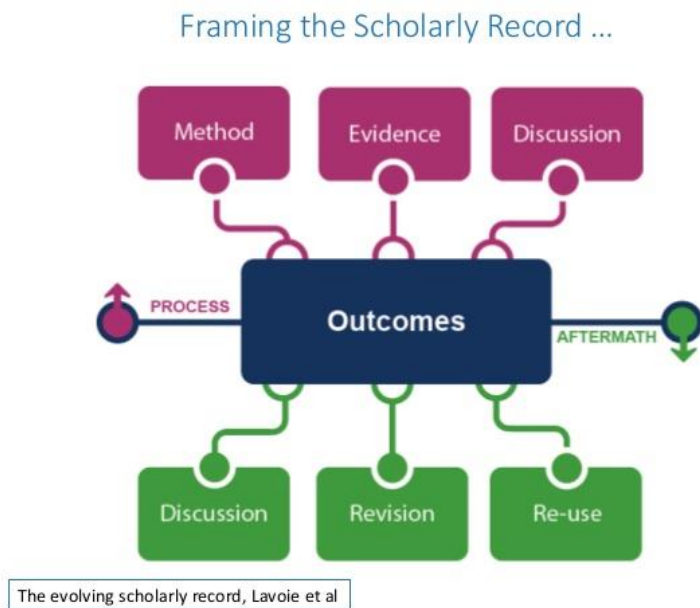 Framing the Scholarly Record ...
Method
Evidence
Discussion
PROCESS
Outcomes
AFTERMATH
Discussion
Revision
Re-use
The evolving scholarly record, Lavoie et al